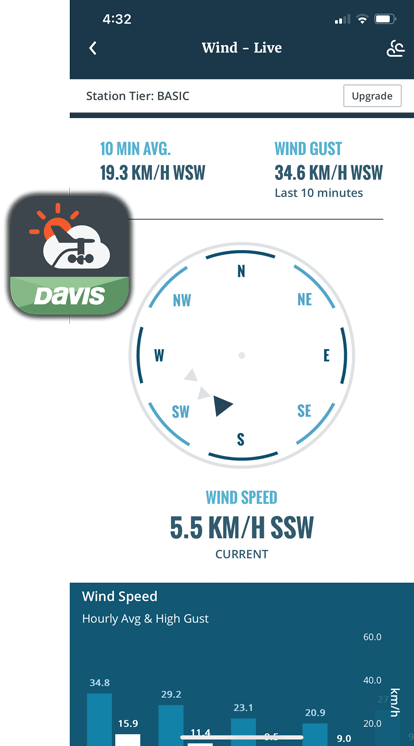 4:32
Wind – Live
Station Tier: BASIC
Upgrade
10 MIN AVG.
19.3 KM/H WSW
WIND GUST
34.6 KM/H WSW
Last 10 minutes
DAVIS
N
NW
NE
W
E
SW
SE
S
WIND SPEED
5.5 KM/H SSW
CURRENT
Wind Speed
Hourly Avg & High Gust
60.0
40.0
20.0
km/h
34.8
15.9
29.2
11.4
23.1
20.9
9.0